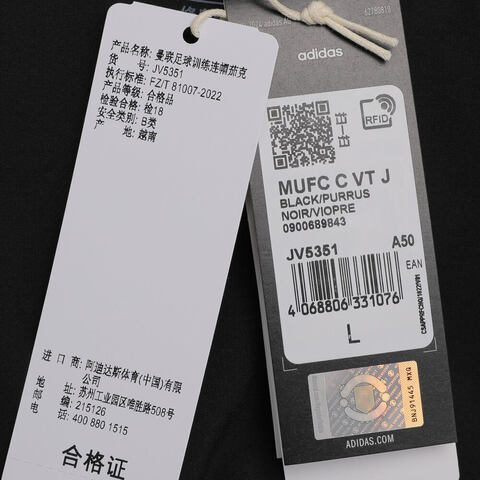 产品名称: 曼联足球训练连帽茄克
货 号: JV5351
执行标准: FZ/T 81007-2022
产品等级: 合格品
检验合格: 检18
安全类别: B类
产 地: 越南
进 口 商: 阿迪达斯体育(中国)有限
公司
地 址: 苏州工业园区唯胜路508号
邮 编: 215126
电 话: 400 880 1515
合格证
62780810
adidas
RFID
MUFC C VT J
BLACK/PURRUS
NOIR/VIOPRE
0900689843
JV5351 A50
EAN
4 068806 331076
L
BNJ91445 MXQ
ADIDAS.COM